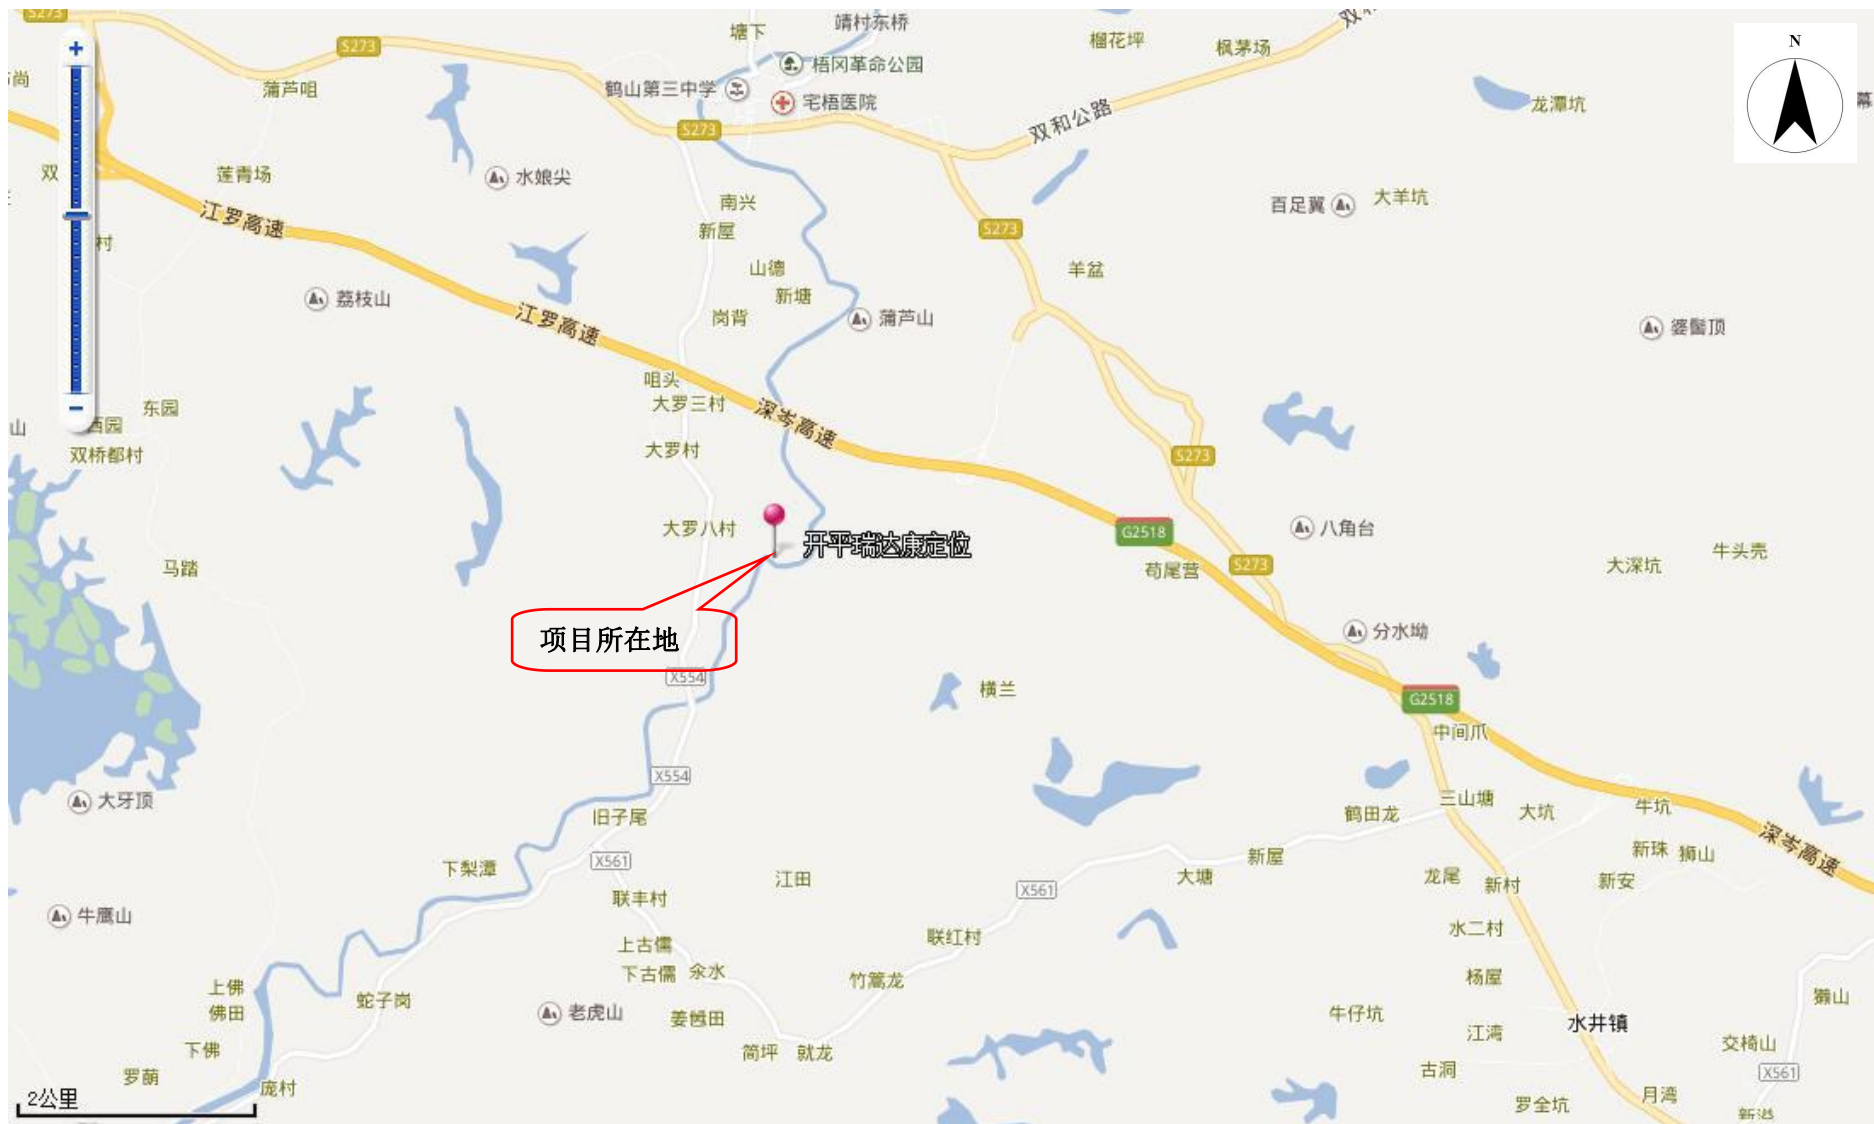 S273
塘下
靖村东桥
榴花坪
枫茅场
N
梧冈革命公园
鹤山第三中学
宅梧医院
蒲芦咀
S273
S273
双和公路
龙潭坑
幕
尚
双
莲青场
水娘尖
南兴
百足翼
大羊坑
江罗高速
新屋
S273
村
山德
羊盆
荔枝山
新塘
江罗高速
岗背
蒲芦山
婆髻顶
咀头
大罗三村
深岑高速
东园
西园
山
双桥都村
大罗村
S273
大罗八村
开平瑞达康定位
G2518
八角台
马踏
苟尾营
S273
大深坑
牛头壳
项目所在地
分水坳
X554
横兰
G2518
中间爪
X554
大牙顶
旧子尾
三山塘
鹤田龙
大坑
牛坑
深岑高速
X561
下梨潭
江田
新屋
大塘
新珠
狮山
龙尾
新村
新安
X561
联丰村
牛鹰山
水二村
联红村
上古儒
下古儒
汆水
竹篙龙
杨屋
上佛
佛田
蛇子岗
老虎山
姜乸田
牛仔坑
水井镇
江湾
獭山
下佛
简坪
就龙
交椅山
罗萌
庞村
古洞
X561
2公里
罗全坑
月湾